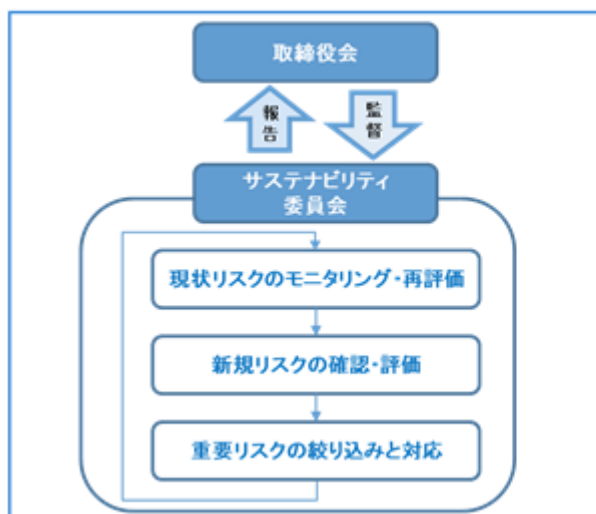 取締役会
報告
監督
サステナビリティ
委員会
現状リスクのモニタリング・再評価
新規リスクの確認・評価
重要リスクの絞り込みと対応